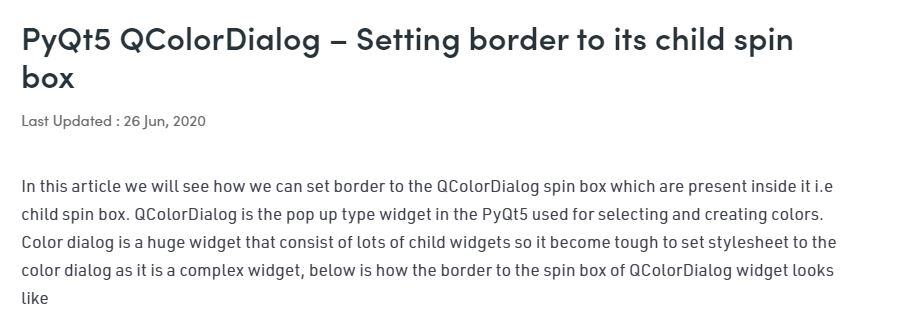 PyQt5 QColorDialog – Setting border to its child spin
box
Last Updated : 26 Jun, 2020
In this article we will see how we can set border to the QColorDialog spin box which are present inside it i.e
child spin box. QColorDialog is the pop up type widget in the PyQt5 used for selecting and creating colors.
Color dialog is a huge widget that consist of lots of child widgets so it become tough to set stylesheet to the
color dialog as it is a complex widget, below is how the border to the spin box of QColorDialog widget looks
like